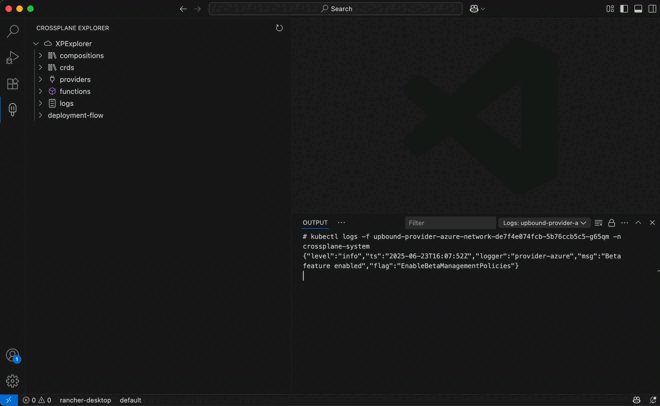 Search
CROSSPLANE EXPLORER
XPExplorer
compositions
crds
providers
functions
logs
deployment-flow
OUTPUT
Filter
Logs: upbound-provider-a
# kubectl logs -f upbound-provider-azure-network-de7f4e074fcb-5b76ccb5c5-g65qm -n
crossplane-system
{"level":"info","ts":"2025-06-23T16:07:52Z","logger":"provider-azure","msg":"Beta
feature enabled","flag":"EnableBetaManagementPolicies"}
1
0 0 rancher-desktop default